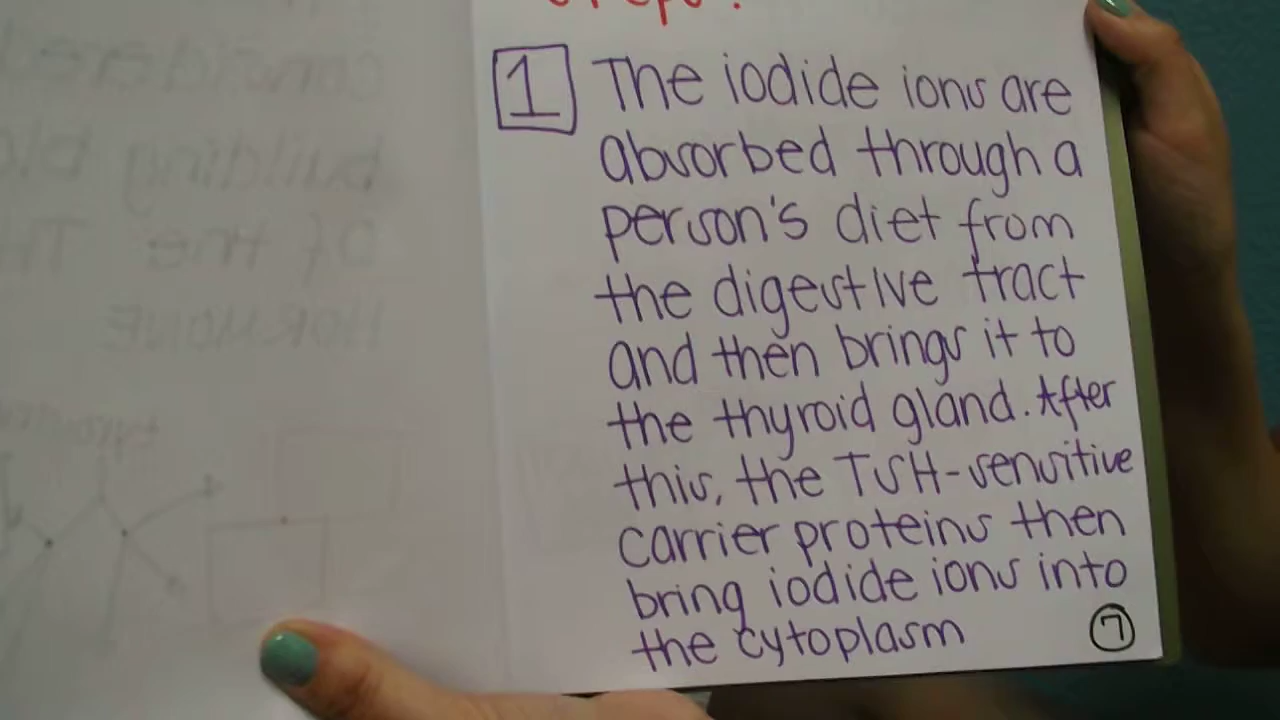 Steps:
1 The iodide ions are
absorbed through a
person's diet from
the digestive tract
and then brings it to
the thyroid gland. After
this, the TSH-sensitive
carrier proteins then
bring iodide ions into
the cytoplasm
7